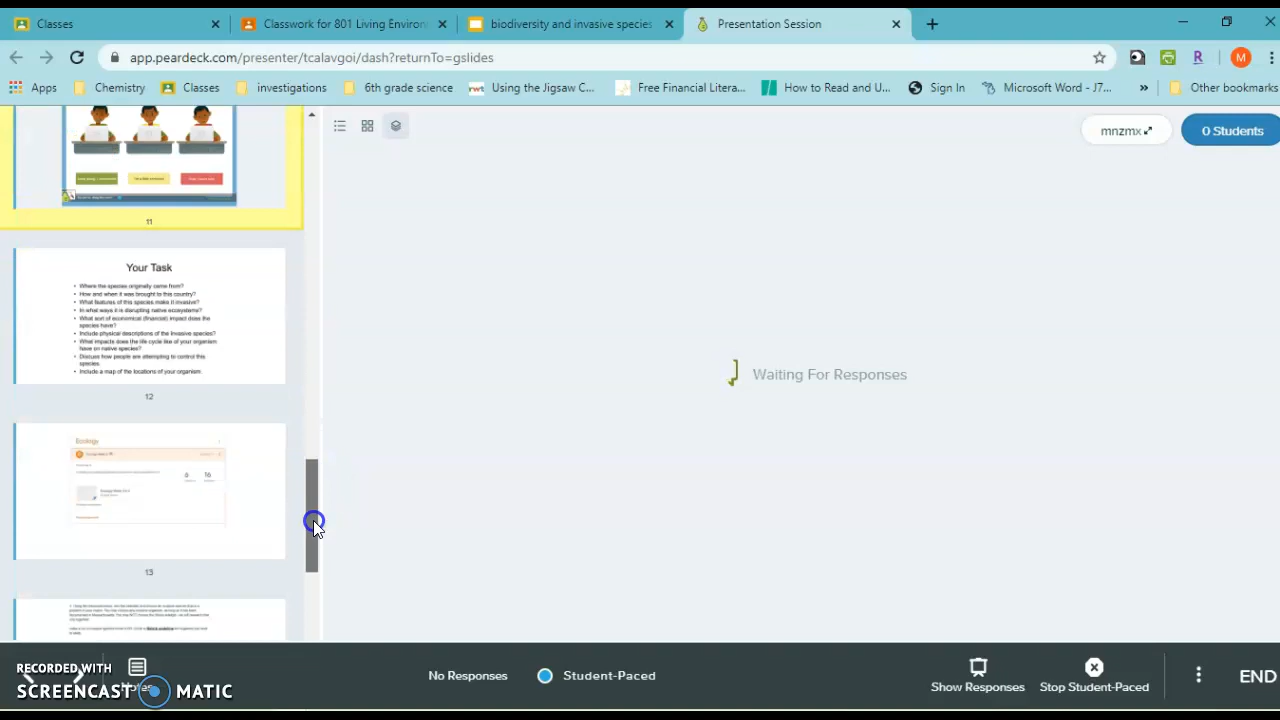 Classes
Classwork for 801 Living Environ
biodiversity and invasive species
Presentation Session
app.peardeck.com/presenter/tcalavgoi/dash?returnTo=gslides
R
M
Apps
Chemistry
Classes
investigations
6th grade science
rwt
Using the Jigsaw C...
Free Financial Litera...
How to Read and U...
Sign In
Microsoft Word - J7...
»
Other bookmarks
mnzmx
0 Students
11
Your Task
• Where the species originally came from?
• How and when it was brought to this country?
• What features of this species make it invasive?
• In what ways it is disrupting native ecosystems?
• What sort of economical (financial) impact does the
species have?
• Include physical descriptions of the invasive species?
• What impacts does the life cycle like of your organism
have on native species?
• Discuss how people are attempting to control this
species.
• Include a map of the locations of your organism
12
Ecology
13
Waiting For Responses
No Responses
Student-Paced
Show Responses
Stop Student-Paced
END
RECORDED WITH
SCREENCAST MATIC